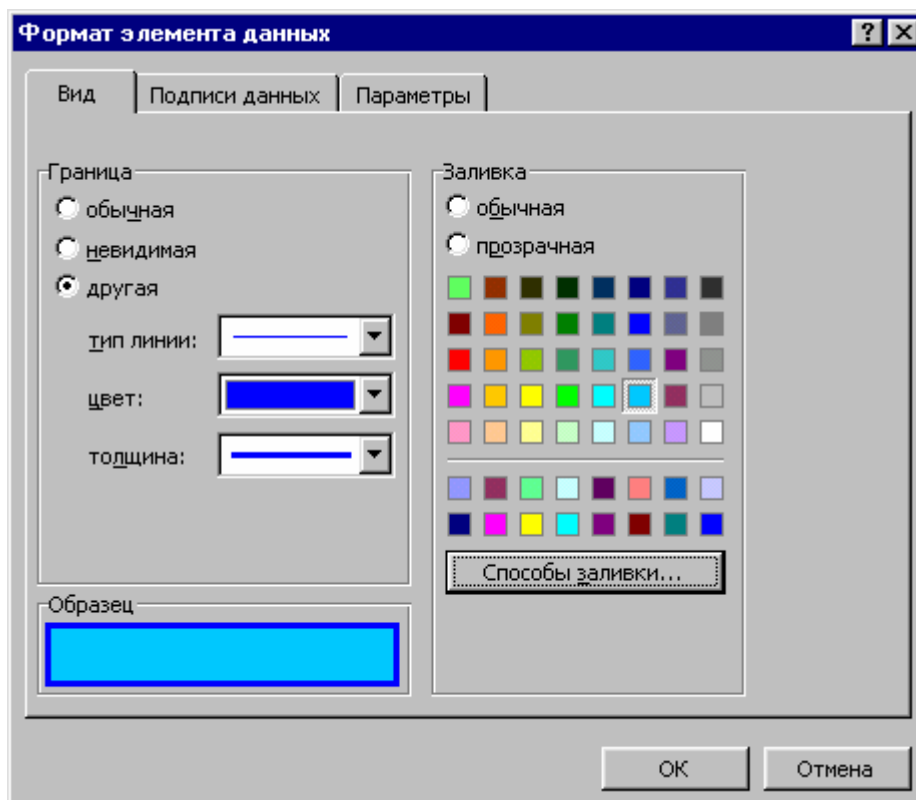 Формат элемента данных
Вид
Подписи данных
Параметры
Граница
обычная
невидимая
другая
тип линии:
цвет:
толщина:
Образец
Заливка
обычная
прозрачная
Способы заливки...
OK
Отмена